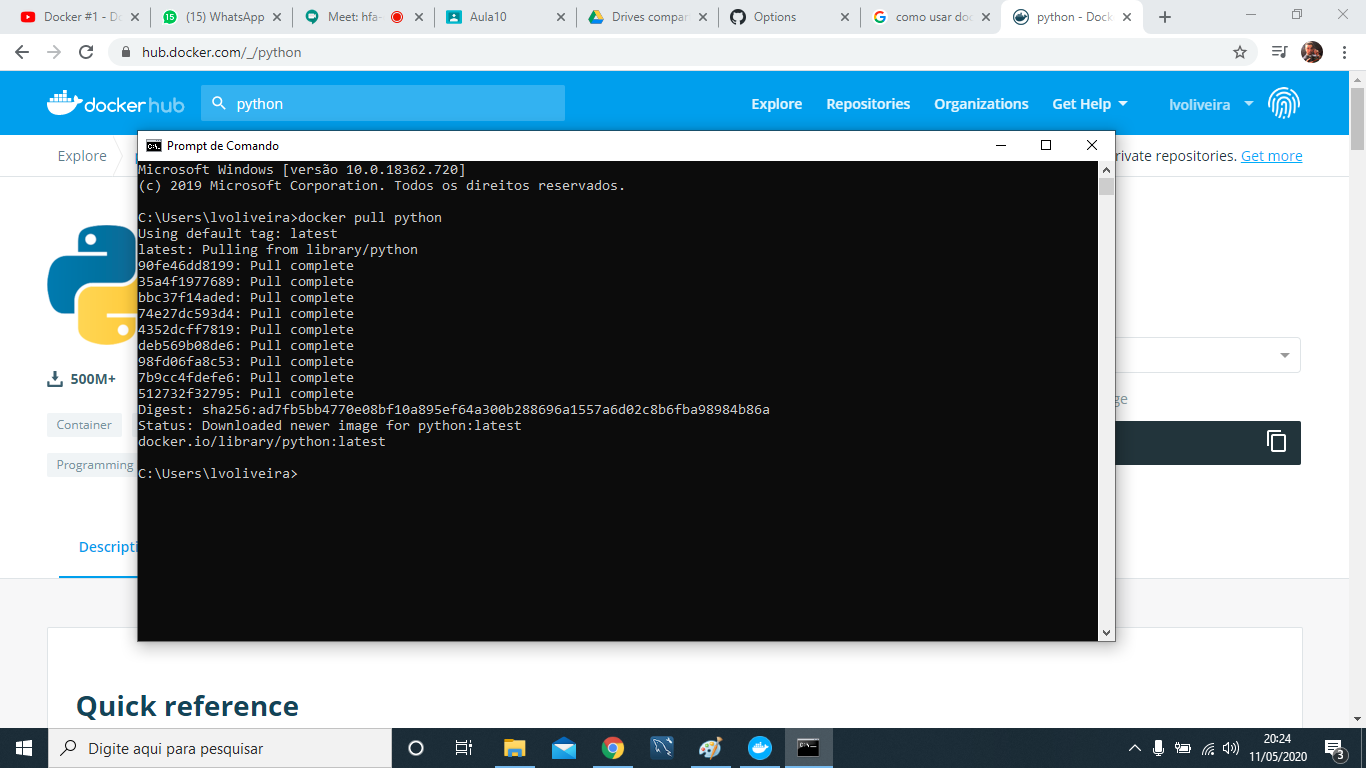 Docker #1 - D
(15) WhatsApp
Meet: hfa-
Aula10
Drives compar
Options
como usar doc
python - Dock
hub.docker.com/_/python
docker hub
python
Explore
Repositories
Organizations
Get Help
lvoliveira
Explore
rivate repositories. Get more
Prompt de Comando
Microsoft Windows [versão 10.0.18362.720]
(c) 2019 Microsoft Corporation. Todos os direitos reservados.
C:\Users\lvoliveira>docker pull python
Using default tag: latest
latest: Pulling from library/python
90fe46dd8199: Pull complete
35a4f1977689: Pull complete
bbc37f14aded: Pull complete
74e27dc593d4: Pull complete
4352dcff7819: Pull complete
deb569b08de6: Pull complete
98fd06fa8c53: Pull complete
7b9cc4fdefe6: Pull complete
512732f32795: Pull complete
Digest: sha256:ad7fb5bb4770e08bf10a895ef64a300b288696a1557a6d02c8b6fba98984b86a
Status: Downloaded newer image for python:latest
docker.io/library/python:latest
C:\Users\lvoliveira>
500M+
ge
Container
Programming
Descripti
Quick reference
Digite aqui para pesquisar
20:24
11/05/2020
3